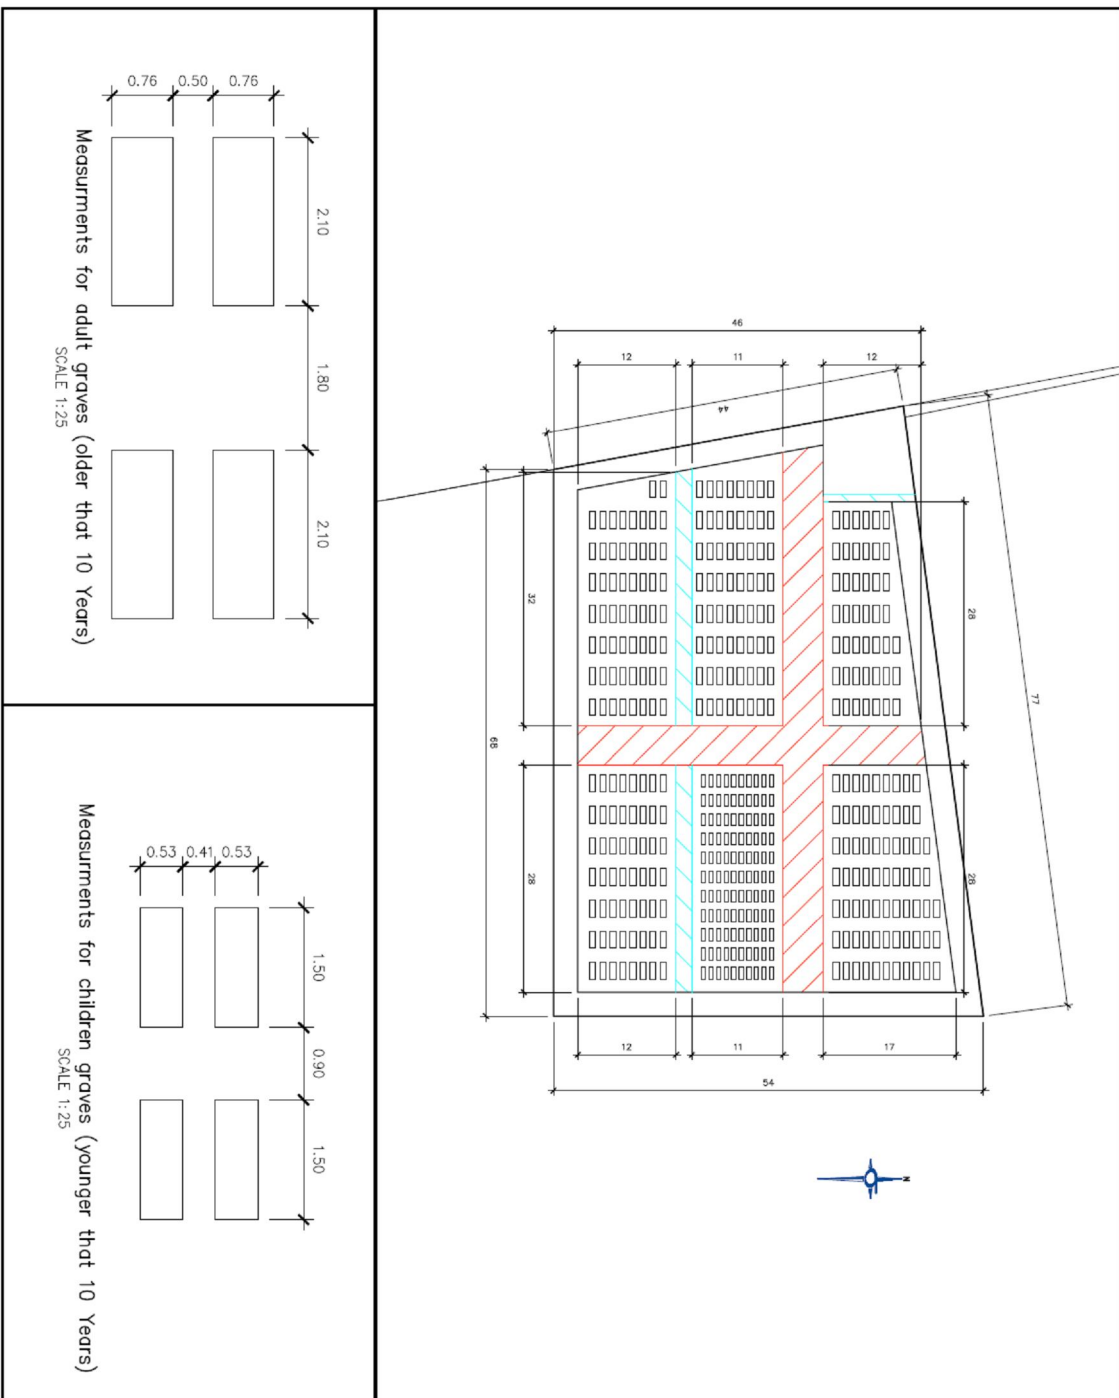 0.76 0.50 0.76
2.10
1.80
2.10
Measurments for adult graves (older that 10 Years)
SCALE 1:25
0.53 0.41 0.53
1.50
0.90
1.50
Measurments for children graves (younger that 10 Years)
SCALE 1:25
46
12 11 12
44
32
68
28
77
28
28
12 11 17
54
N